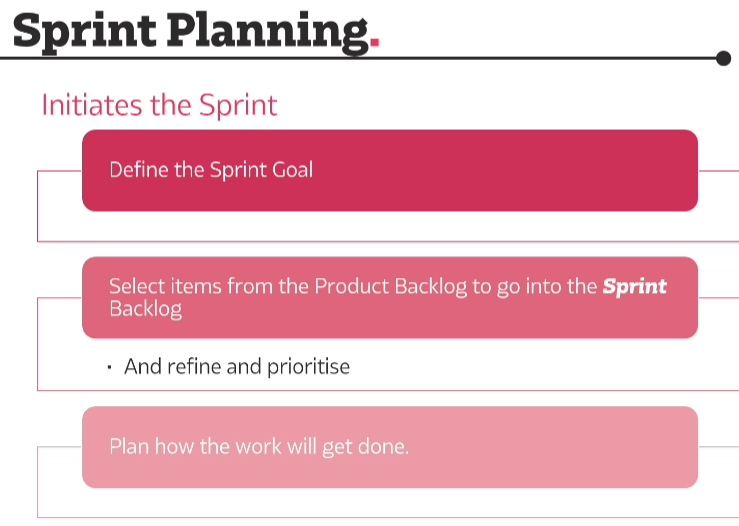 Sprint Planning.
Initiates the Sprint
Define the Sprint Goal
Select items from the Product Backlog to go into the Sprint
Backlog
• And refine and prioritise
Plan how the work will get done.